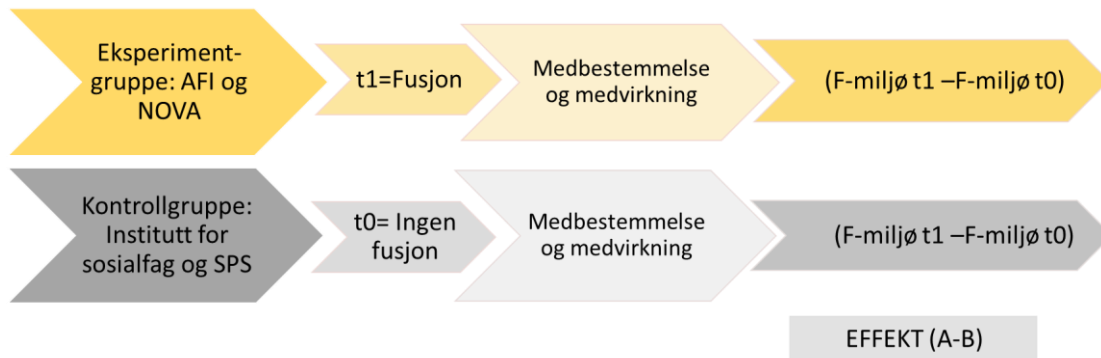 Eksperiment-
gruppe: AFI og
NOVA
t1=Fusjon
Medbestemmelse
og medvirkning
(F-miljø t1 –F-miljø t0)
Kontrollgruppe:
Institutt for
sosialfag og SPS
t0= Ingen
fusjon
Medbestemmelse
og medvirkning
(F-miljø t1 –F-miljø t0)
EFFEKT (A-B)